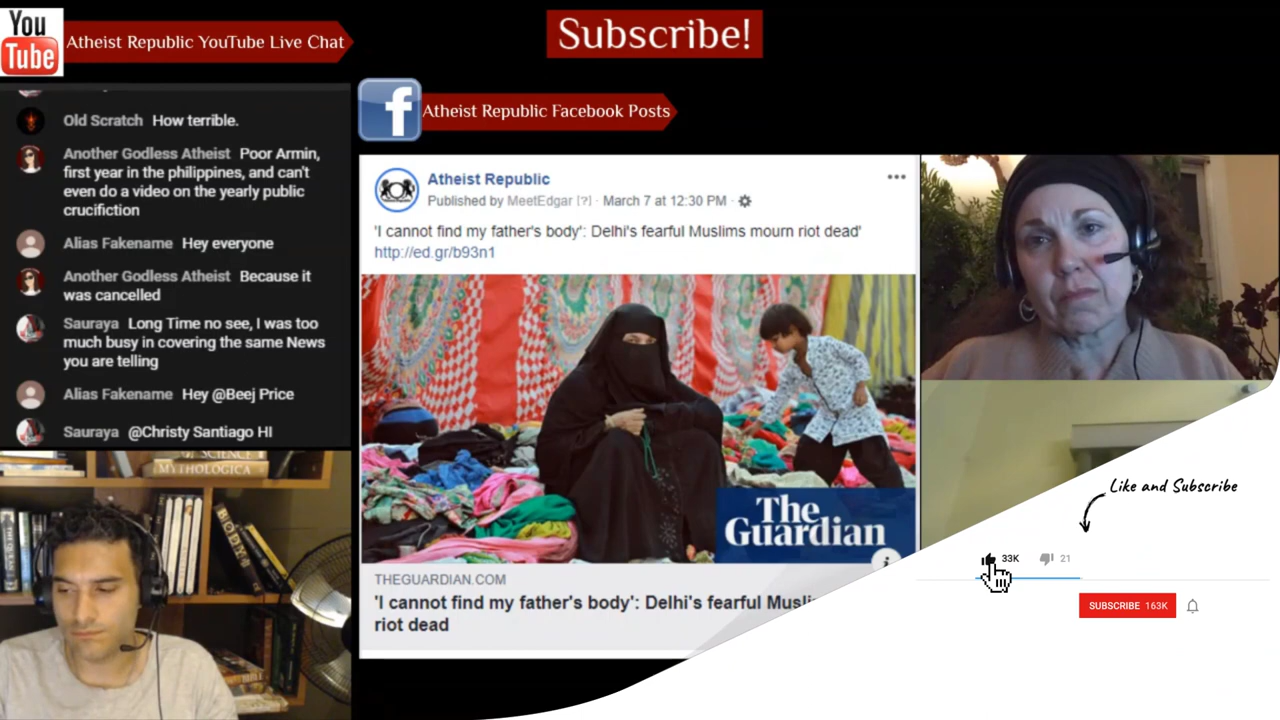 You
Tube
Atheist Republic YouTube Live Chat
Subscribe!
Atheist Republic Facebook Posts
Old Scratch How terrible.
Another Godless Atheist Poor Armin,
first year in the philippines, and can't
even do a video on the yearly public
crucifiction
Alias Fakename Hey everyone
Another Godless Atheist Because it
was cancelled
Sauraya Long Time no see, I was too
much busy in covering the same News
you are telling
Alias Fakename Hey @Beej Price
Sauraya @Christy Santiago HI
f
Atheist Republic
Published by MeetEdgar [?] · March 7 at 12:30 PM ·
'I cannot find my father's body': Delhi's fearful Muslims mourn riot dead'
http://ed.gr/b93n1
The
Guardian
i
THEGUARDIAN.COM
'I cannot find my father's body': Delhi's fearful
riot dead
SCIENCE
MYTHOLOGICA
Like and Subscribe
33K 21
SUBSCRIBE 163K